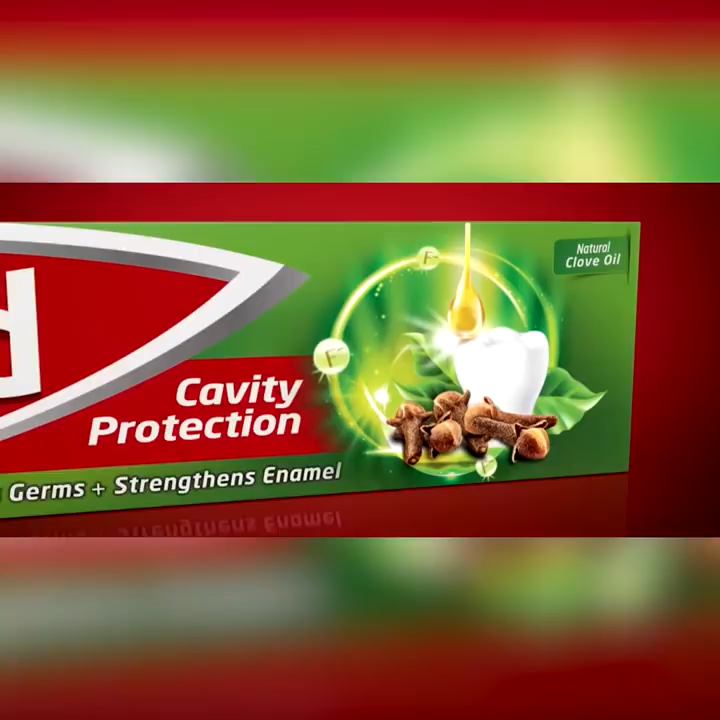 d
Natural
Clove Oil
F-
F-
Cavity
Protection
Germs + Strengthens Enamel